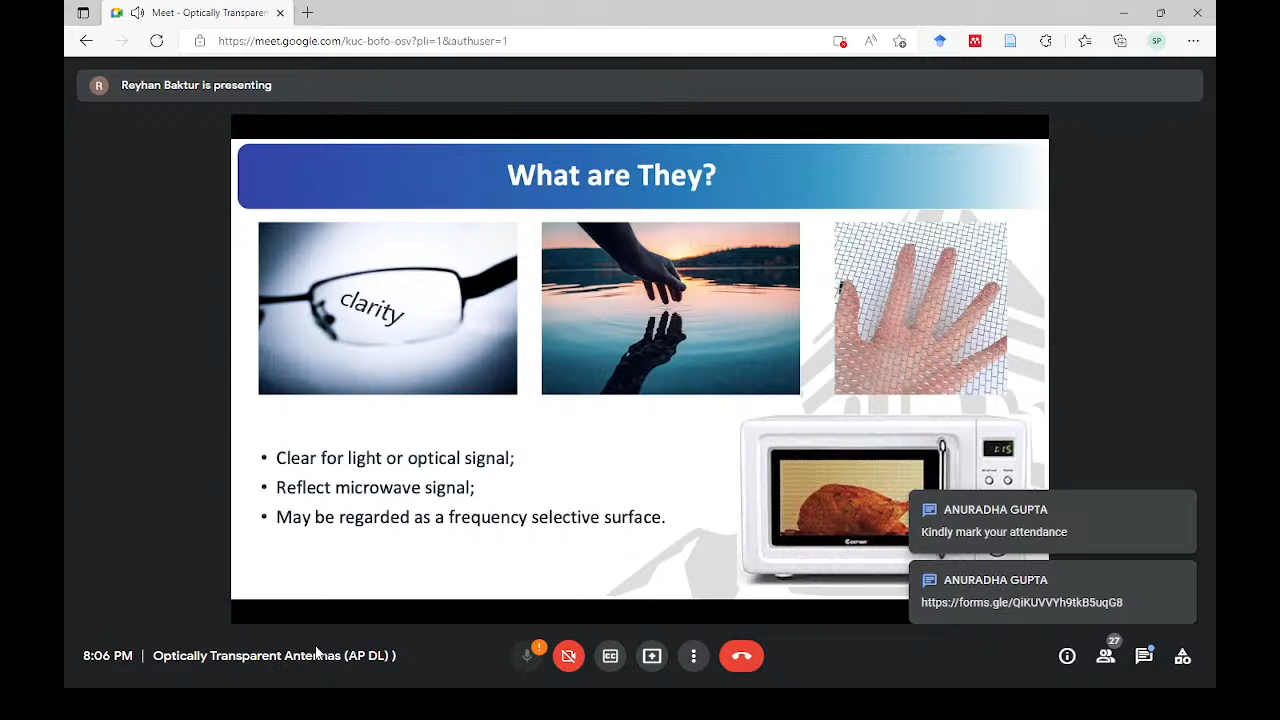 Meet - Optically Transparen
https://meet.google.com/kuc-bofo-osv?pli=1&authuser=1
SP
R
Reyhan Baktur is presenting
What are They?
clarity
• Clear for light or optical signal;
• Reflect microwave signal;
• May be regarded as a frequency selective surface.
1:15
ANURADHA GUPTA
Kindly mark your attendance
ANURADHA GUPTA
https://forms.gle/QiKUVVYh9tkB5uqG8
8:06 PM | Optically Transparent Antennas (AP DL) )
27